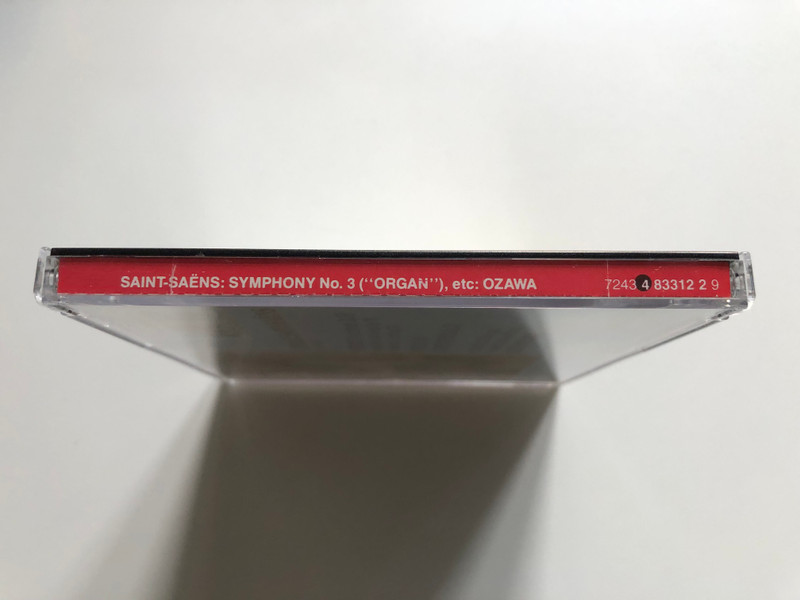 SAINT-SAËNS: SYMPHONY No. 3 (‘‘ORGAN’’), etc: OZAWA 7243 4 83312 2 9